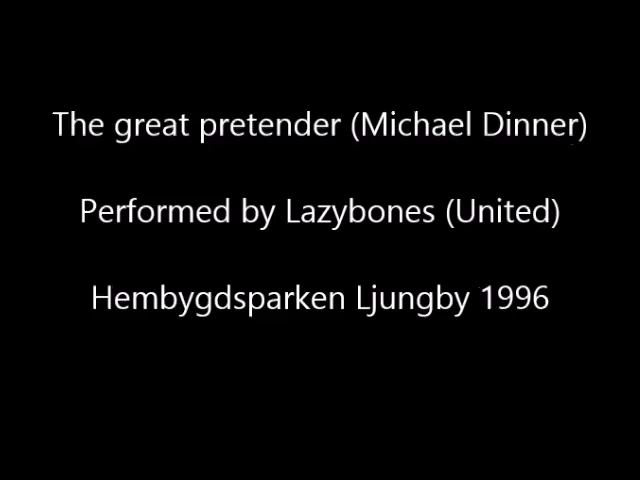 The great pretender (Michael Dinner)
Performed by Lazybones (United)
Hembygdsparken Ljungby 1996